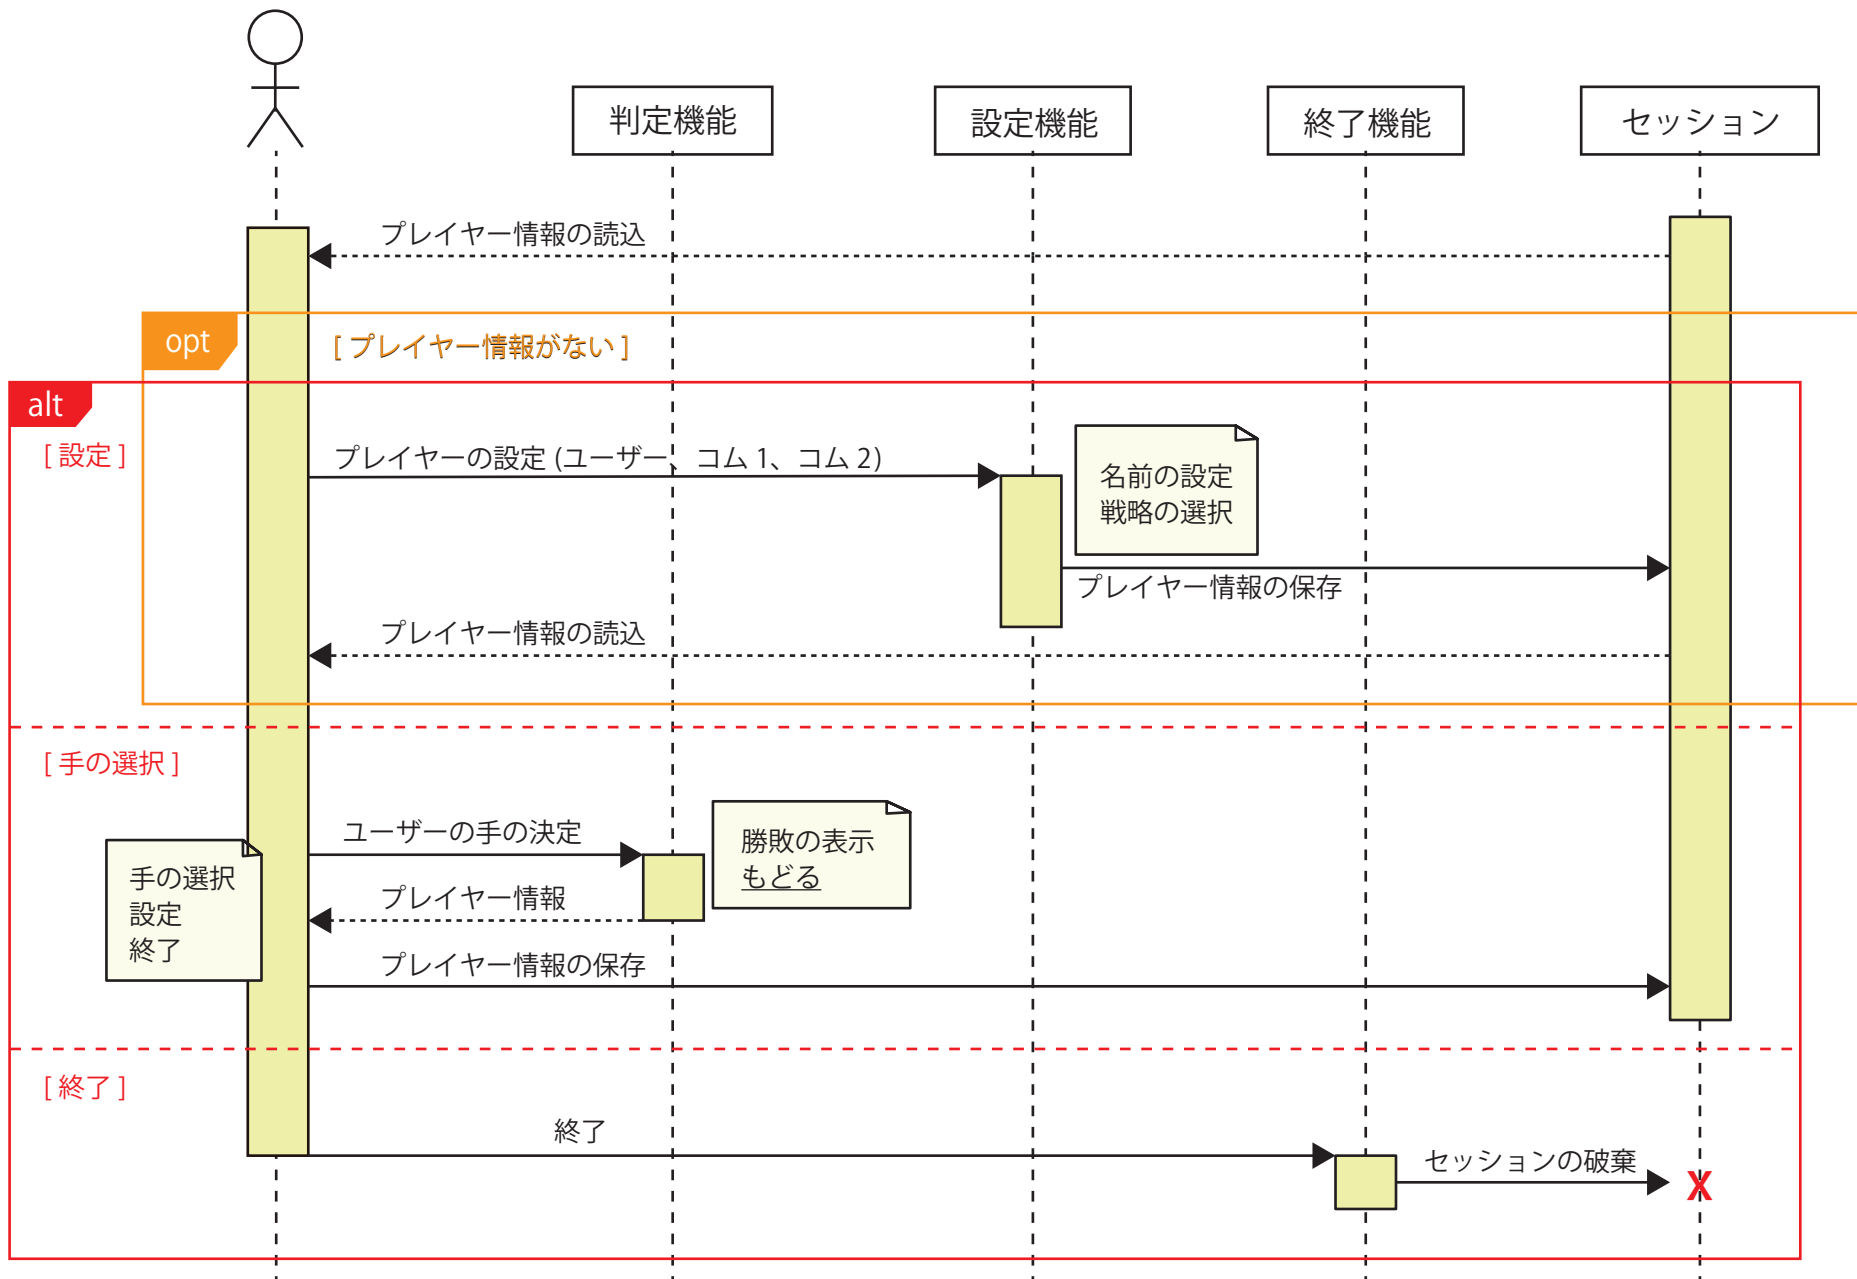 判定機能
設定機能
終了機能
セッション
プレイヤー情報の読込
opt
[ プレイヤー情報がない ]
alt
[ 設定 ]
プレイヤーの設定 (ユーザー、コム 1、コム 2)
名前の設定
戦略の選択
プレイヤー情報の保存
プレイヤー情報の読込
[ 手の選択 ]
ユーザーの手の決定
勝敗の表示
もどる
手の選択
設定
終了
プレイヤー情報
プレイヤー情報の保存
[ 終了 ]
終了
セッションの破棄
X